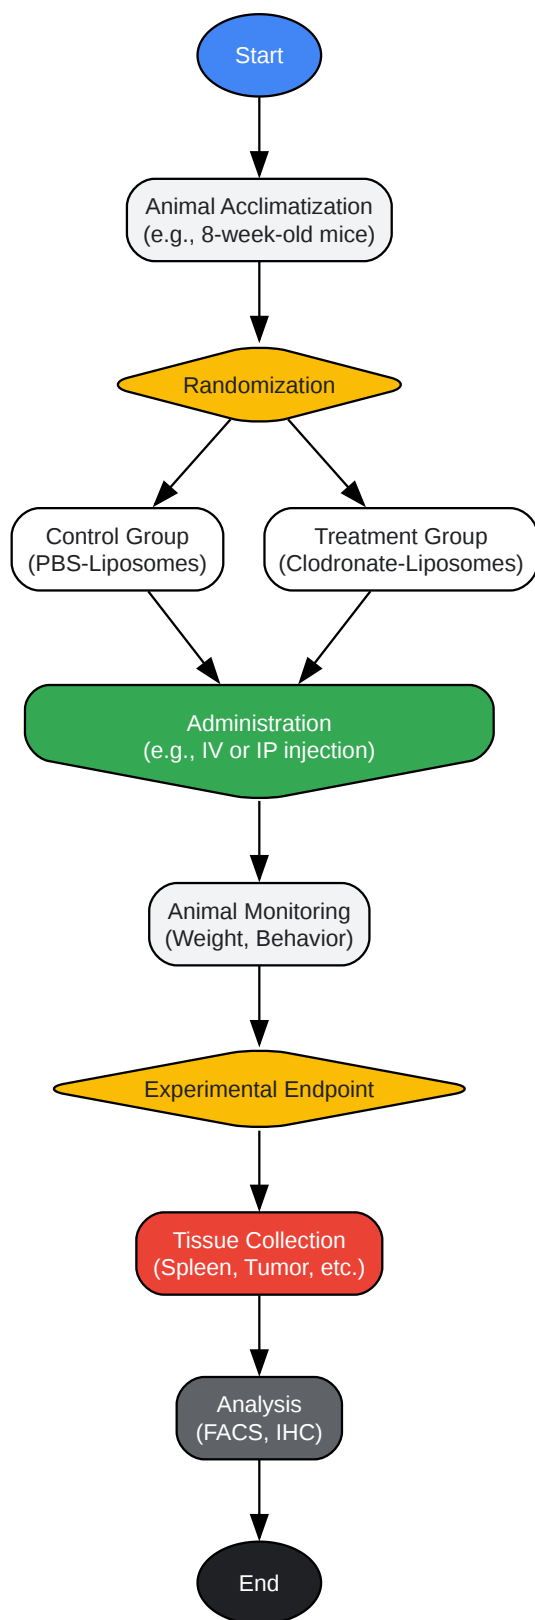 Start
Animal Acclimatization
(e.g., 8-week-old mice)
Randomization
Control Group
(PBS-Liposomes)
Treatment Group
(Clodronate-Liposomes)
Administration
(e.g., IV or IP injection)
Animal Monitoring
(Weight, Behavior)
Experimental Endpoint
Tissue Collection
(Spleen, Tumor, etc.)
Analysis
(FACS, IHC)
End